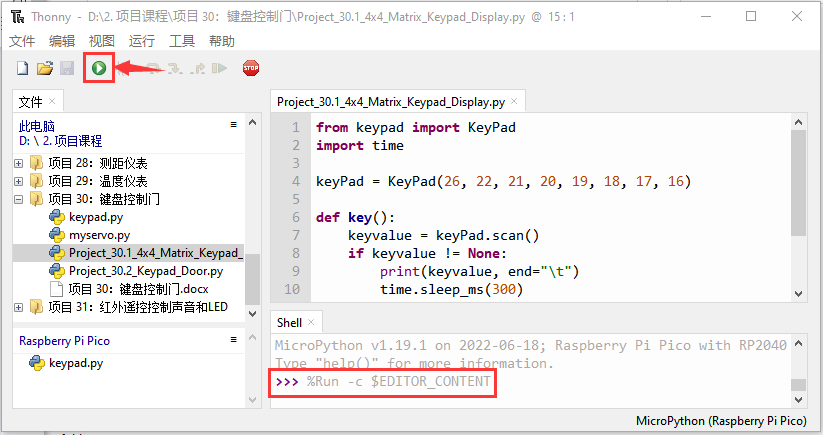 Thonny - D:\2.项目课程\项目 30：键盘控制门\Project_30.1_4x4_Matrix_Keypad_Display.py @ 15:1
文件 编辑 视图 运行 工具 帮助
STOP
文件
此电脑
D: \ 2. 项目课程
项目 28：测距仪表
项目 29：温度仪表
项目 30：键盘控制门
keypad.py
myservo.py
Project_30.1_4x4_Matrix_Keypad_
Project_30.2_Keypad_Door.py
项目 30：键盘控制门.docx
项目 31：红外遥控控制声音和LED
Raspberry Pi Pico
keypad.py
Project_30.1_4x4_Matrix_Keypad_Display.py
1 from keypad import KeyPad
2 import time
3
4 keyPad = KeyPad(26, 22, 21, 20, 19, 18, 17, 16)
5
6 def key():
7 keyvalue = keyPad.scan()
8 if keyvalue != None:
9 print(keyvalue, end="\t")
10 time.sleep_ms(300)
Shell
MicroPython v1.19.1 on 2022-06-18; Raspberry Pi Pico with RP2040
Type "help()" for more information.
>>> %Run -c $EDITOR_CONTENT
MicroPython (Raspberry Pi Pico)